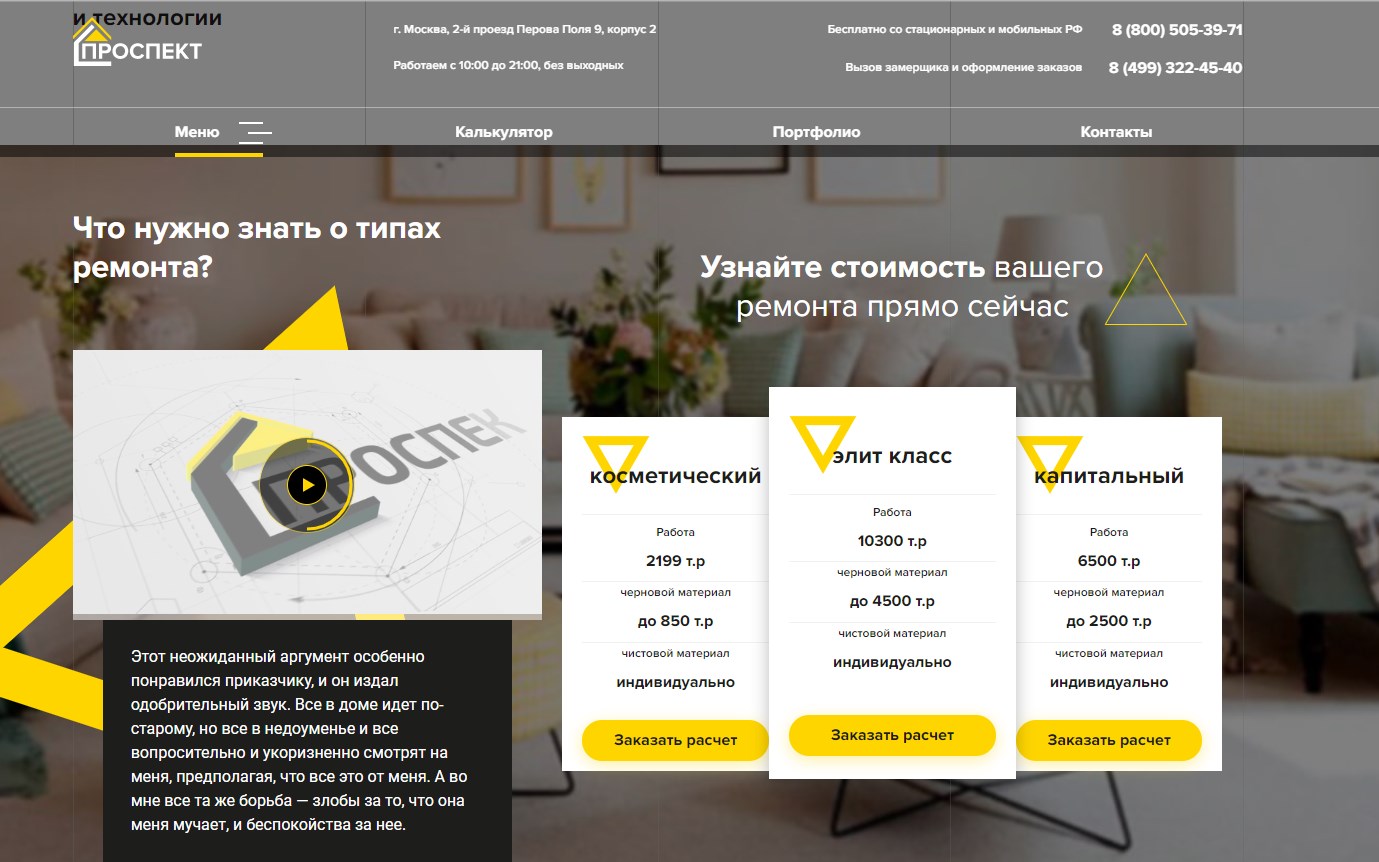 и технологии
ПРОСПЕКТ
г. Москва, 2-й проезд Перова Поля 9, корпус 2
Работаем с 10:00 до 21:00, без выходных
Бесплатно со стационарных и мобильных РФ
8 (800) 505-39-71
Вызов замерщика и оформление заказов
8 (499) 322-45-40
Меню
Калькулятор
Портфолио
Контакты
Что нужно знать о типах
ремонта?
ПРОСПЕК
Этот неожиданный аргумент особенно
понравился приказчику, и он издал
одобрительный звук. Все в доме идет по-
старому, но все в недоуменье и все
вопросительно и укоризненно смотрят на
меня, предполагая, что все это от меня. А во
мне все та же борьба — злобы за то, что она
меня мучает, и беспокойства за нее.
Узнайте стоимость вашего
ремонта прямо сейчас
косметический
Работа
2199 т.р
черновой материал
до 850 т.р
чистовой материал
индивидуально
Заказать расчет
элит класс
Работа
10300 т.р
черновой материал
до 4500 т.р
чистовой материал
индивидуально
Заказать расчет
капитальный
Работа
6500 т.р
черновой материал
до 2500 т.р
чистовой материал
индивидуально
Заказать расчет